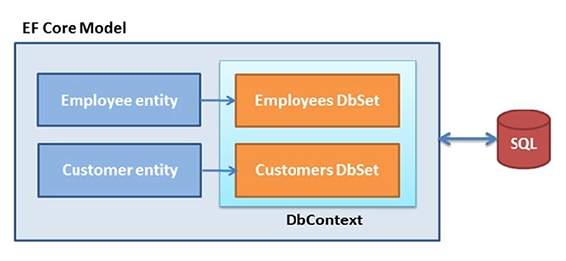 EF Core Model
Employee entity
Employees DbSet
Customer entity
Customers DbSet
DbContext
SQL